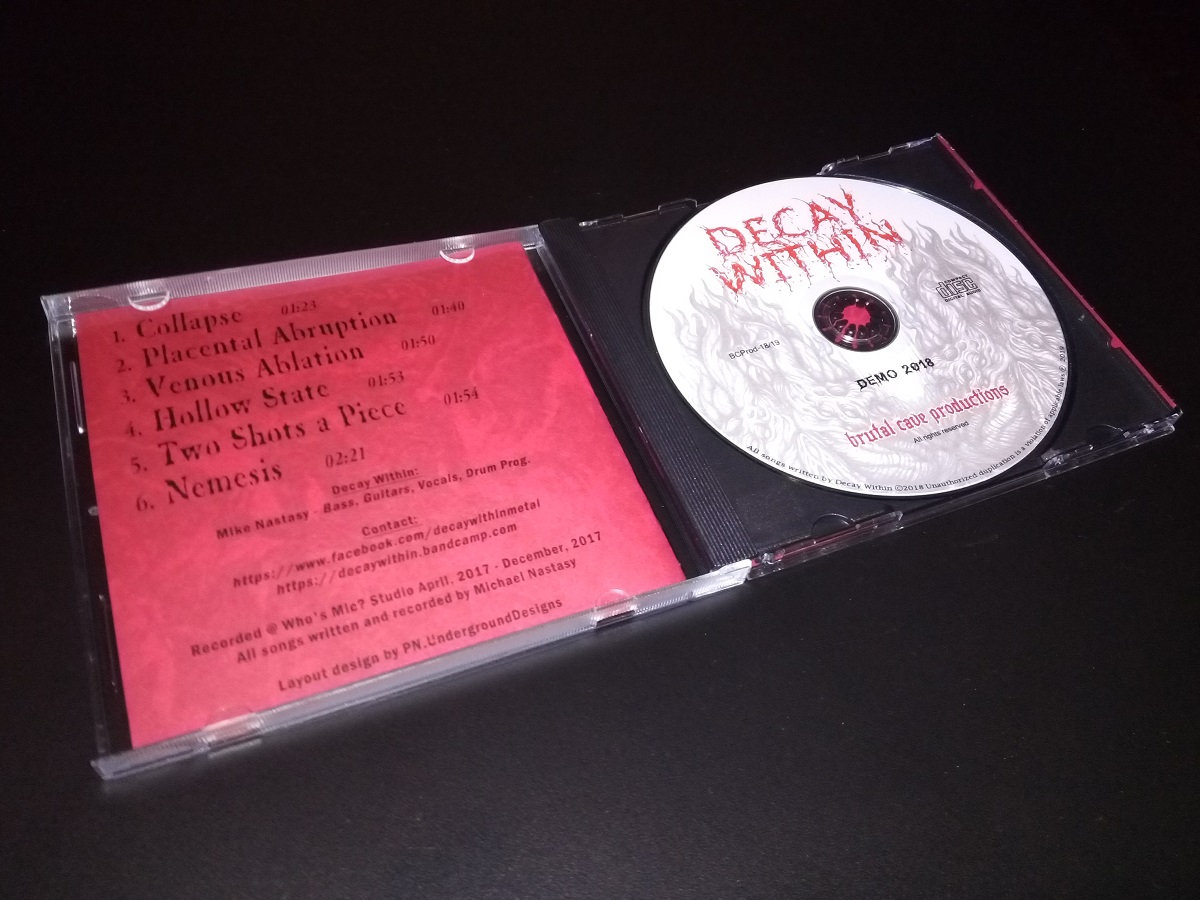 1. Collapse 01:23
2. Placental Abruption 01:40
3. Venous Ablation 01:50
4. Hollow State 01:53
5. Two Shots a Piece 01:54
6. Nemesis 02:21
Decay Within:
Mike Nastasy - Bass, Guitars, Vocals, Drum Prog.
Contact:
https://www.facebook.com/decaywithinmetal
https://decaywithin.bandcamp.com
Recorded @ Who's Mic? Studio April, 2017 - December, 2017
All songs written and recorded by Michael Nastasy
Layout design by PN.UndergroundDesigns
DECAY
WITHIN
COMPACT
disc
DIGITAL AUDIO
BCProd-18/19
DEMO 2018
brutal cave productions
All rights reserved
All songs written by Decay Within ©2018 Unauthorized duplication is a violation of applicable laws ℗ 2018